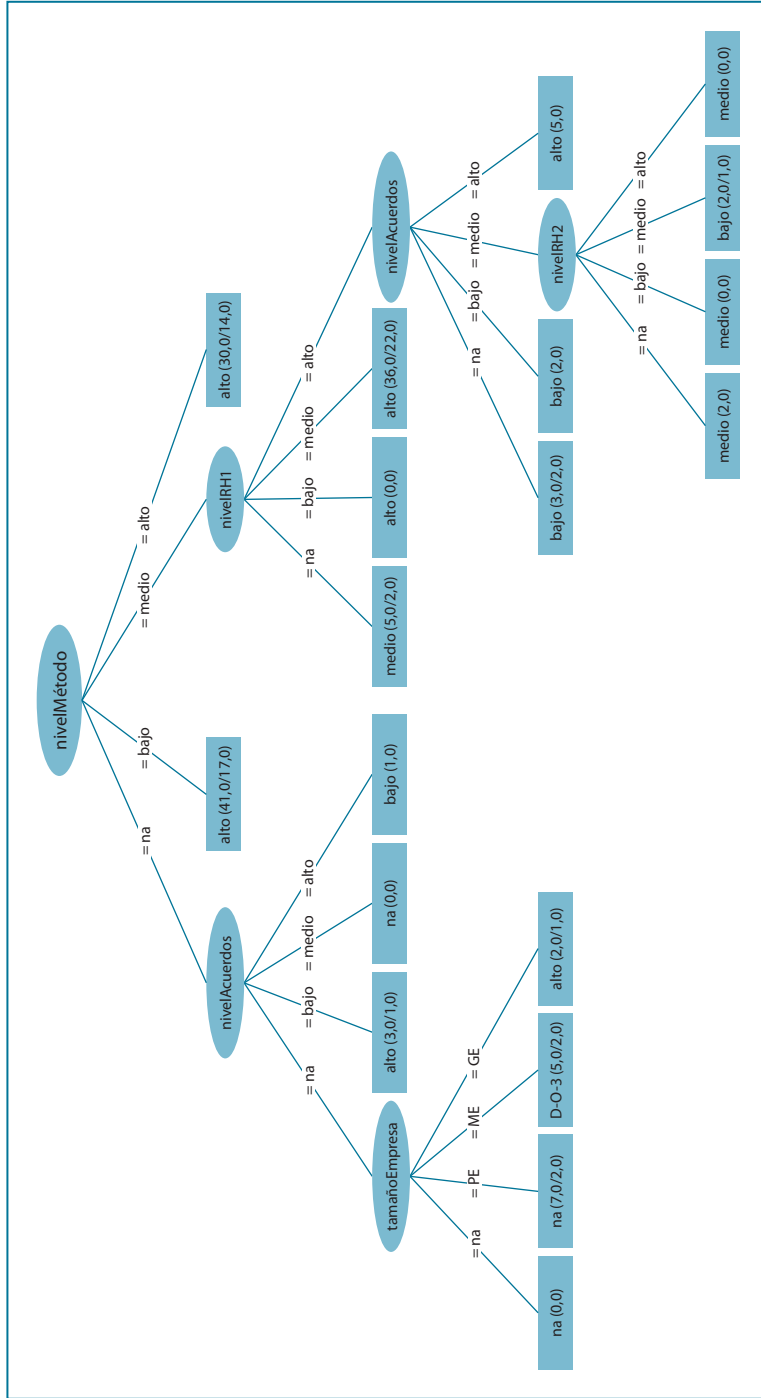 nivelMétodo
= na
= bajo
= medio
= alto
nivelAcuerdos
alto (41,0/17,0)
nivelRH1
alto (30,0/14,0)
= na
= bajo
= medio
= alto
= na
= bajo
= medio
= alto
tamañoEmpresa
alto (3,0/1,0)
na (0,0)
bajo (1,0)
medio (5,0/2,0)
alto (0,0)
alto (36,0/22,0)
nivelAcuerdos
= na
= PE
= ME
= GE
= na
= bajo
= medio
= alto
na (0,0)
na (7,0/2,0)
D-O-3 (5,0/2,0)
alto (2,0/1,0)
bajo (3,0/2,0)
bajo (2,0)
nivelRH2
alto (5,0)
= na
= bajo
= medio
= alto
medio (2,0)
medio (0,0)
bajo (2,0/1,0)
medio (0,0)